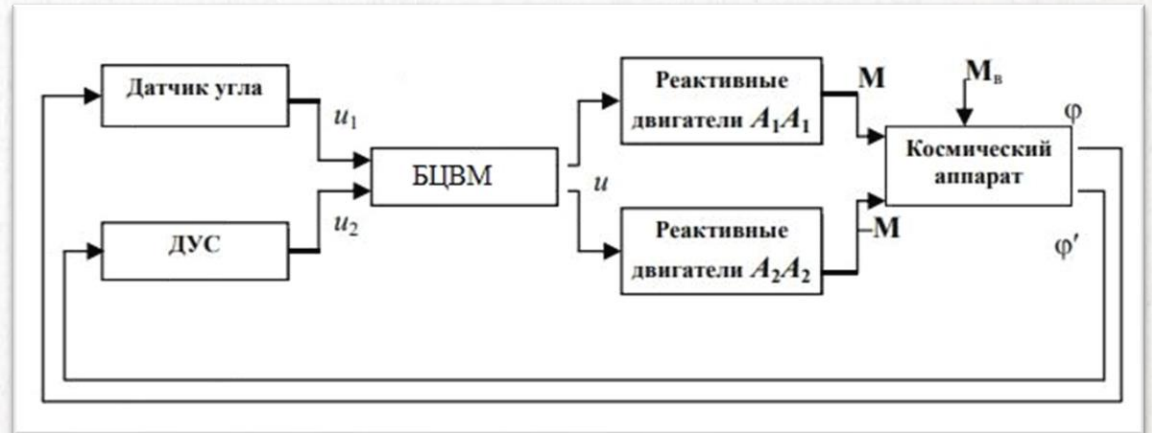 Датчик угла
u₁
БЦВМ
ДУС
u₂
u
Реактивные
двигатели A₁A₁
M
Реактивные
двигатели A₂A₂
–M
Mв
Космический
аппарат
φ
φ′